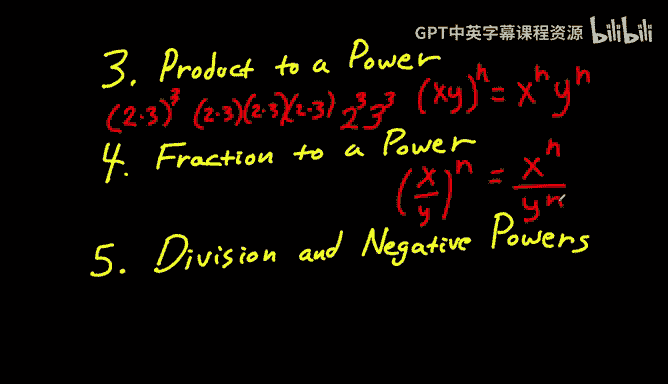 GPT中英字幕课程资源 bilibili
3. Product to a Power
(2·3)³ (2·3)(2·3)(2·3) 2³3³ (xy)ⁿ = xⁿyⁿ
4. Fraction to a Power
(x/y)ⁿ = xⁿ/yⁿ
5. Division and Negative Powers